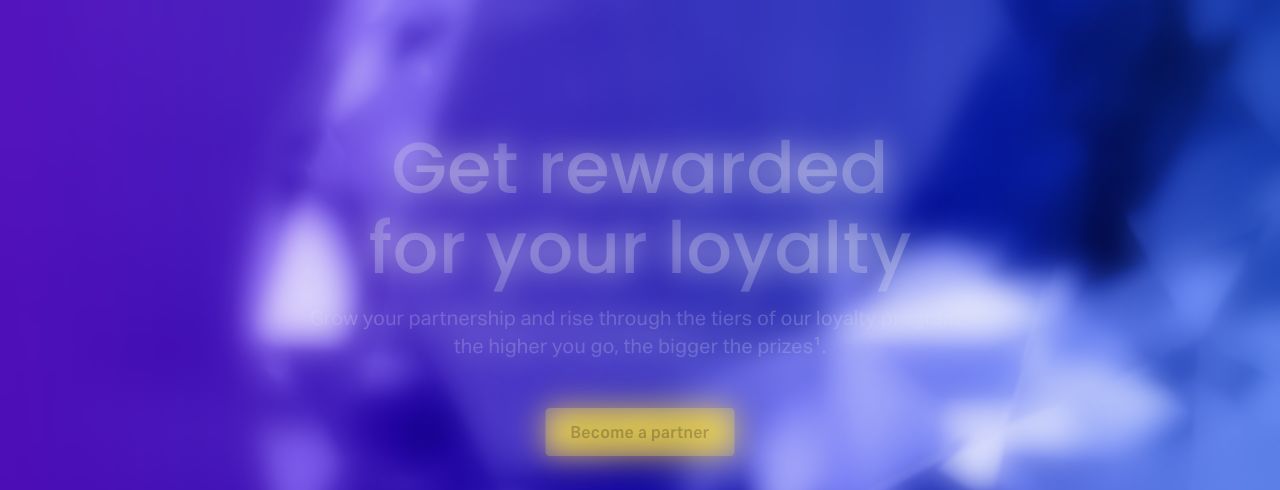 Get rewarded
for your loyalty
Grow your partnership and rise through the tiers of our loyalty
the higher you go, the bigger the prizes¹.
Become a partner